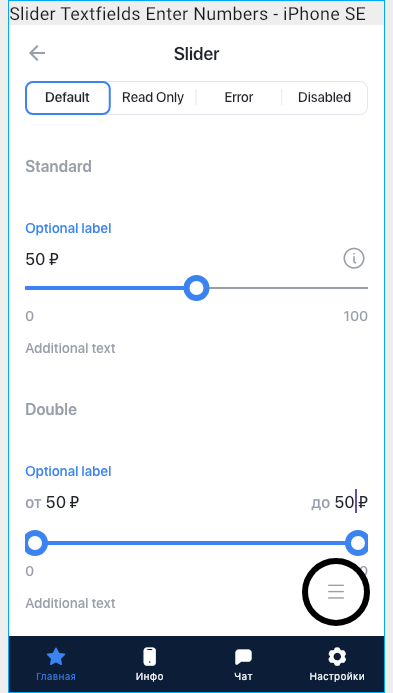 Slider Textfields Enter Numbers - iPhone SE
Slider
Default Read Only Error Disabled
Standard
Optional label
50 ₽
0 100
Additional text
Double
Optional label
от 50 ₽ до 50 ₽
0 0
Additional text
Главная Инфо Чат Настройки